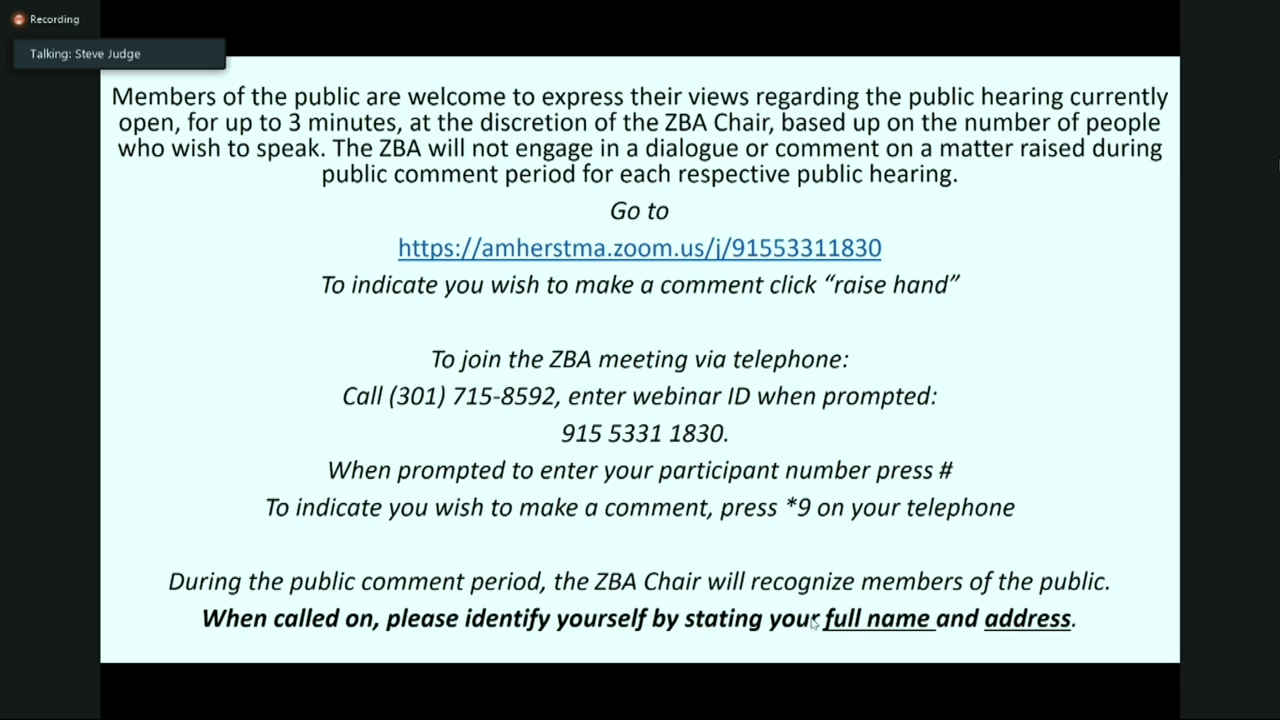 Recording
Talking: Steve Judge
Members of the public are welcome to express their views regarding the public hearing currently
open, for up to 3 minutes, at the discretion of the ZBA Chair, based up on the number of people
who wish to speak. The ZBA will not engage in a dialogue or comment on a matter raised during
public comment period for each respective public hearing.
Go to
https://amherstma.zoom.us/j/91553311830
To indicate you wish to make a comment click “raise hand”
To join the ZBA meeting via telephone:
Call (301) 715-8592, enter webinar ID when prompted:
915 5331 1830.
When prompted to enter your participant number press #
To indicate you wish to make a comment, press *9 on your telephone
During the public comment period, the ZBA Chair will recognize members of the public.
When called on, please identify yourself by stating your full name and address.